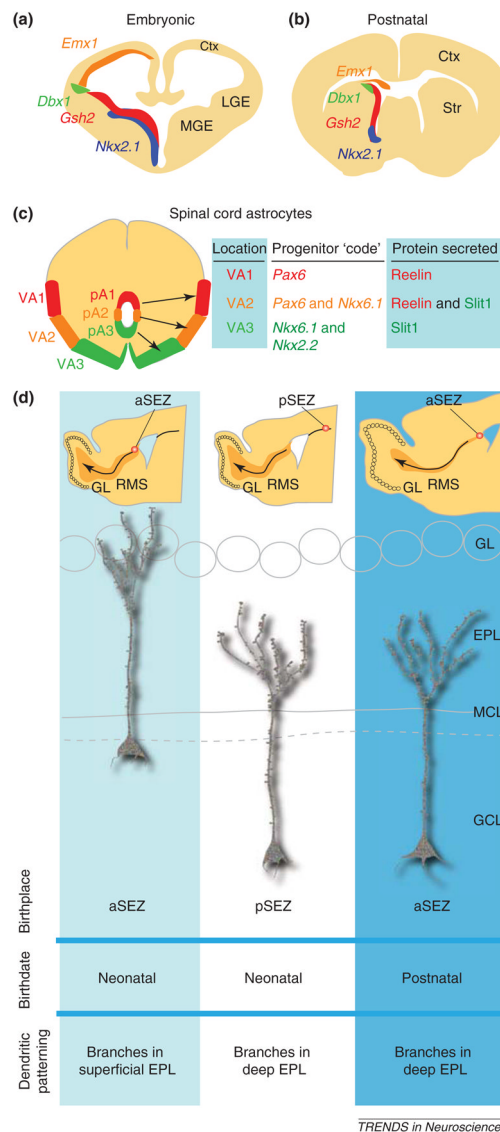 (a)
Embryonic
Emx1
Ctx
Dbx1
Gsh2
LGE
MGE
Nkx2.1
(b)
Postnatal
Emx1
Ctx
Dbx1
Gsh2
Str
Nkx2.1
(c)
Spinal cord astrocytes
VA1
VA2
VA3
pA1
pA2
pA3
Location Progenitor ‘code’ Protein secreted
VA1 Pax6 Reelin
VA2 Pax6 and Nkx6.1 Reelin and Slit1
VA3 Nkx6.1 and Slit1
Nkx2.2
(d)
aSEZ pSEZ aSEZ
GL RMS GL RMS GL RMS
GL
EPL
MCL
GCL
Birthplace
aSEZ pSEZ aSEZ
Birthdate
Neonatal Neonatal Postnatal
Dendritic
patterning
Branches in Branches in Branches in
superficial EPL deep EPL deep EPL
TRENDS in Neuroscience